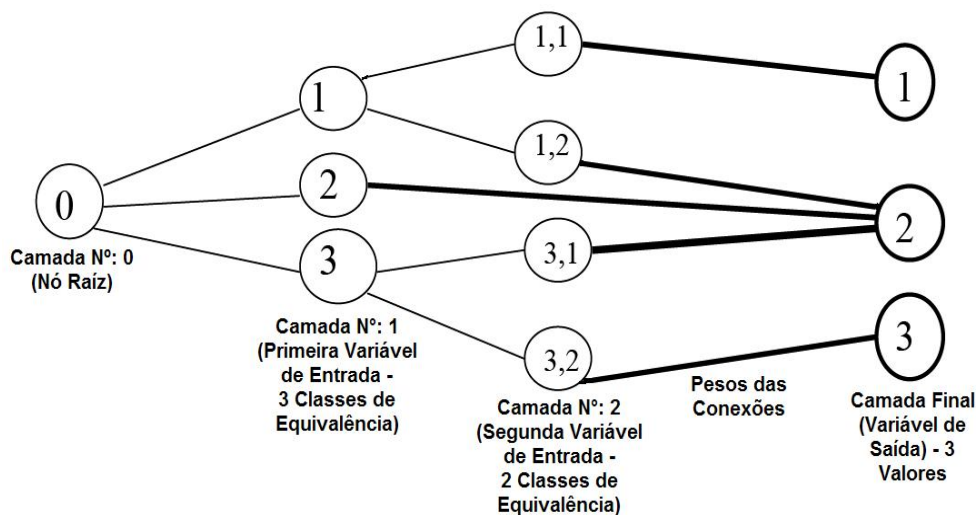 0
Camada Nº: 0
(Nó Raíz)
1
2
3
Camada Nº: 1
(Primeira Variável
de Entrada -
3 Classes de
Equivalência)
1,1
1,2
3,1
3,2
Camada Nº: 2
(Segunda Variável
de Entrada -
2 Classes de
Equivalência)
Pesos das
Conexões
1
2
3
Camada Final
(Variável de
Saída) - 3
Valores